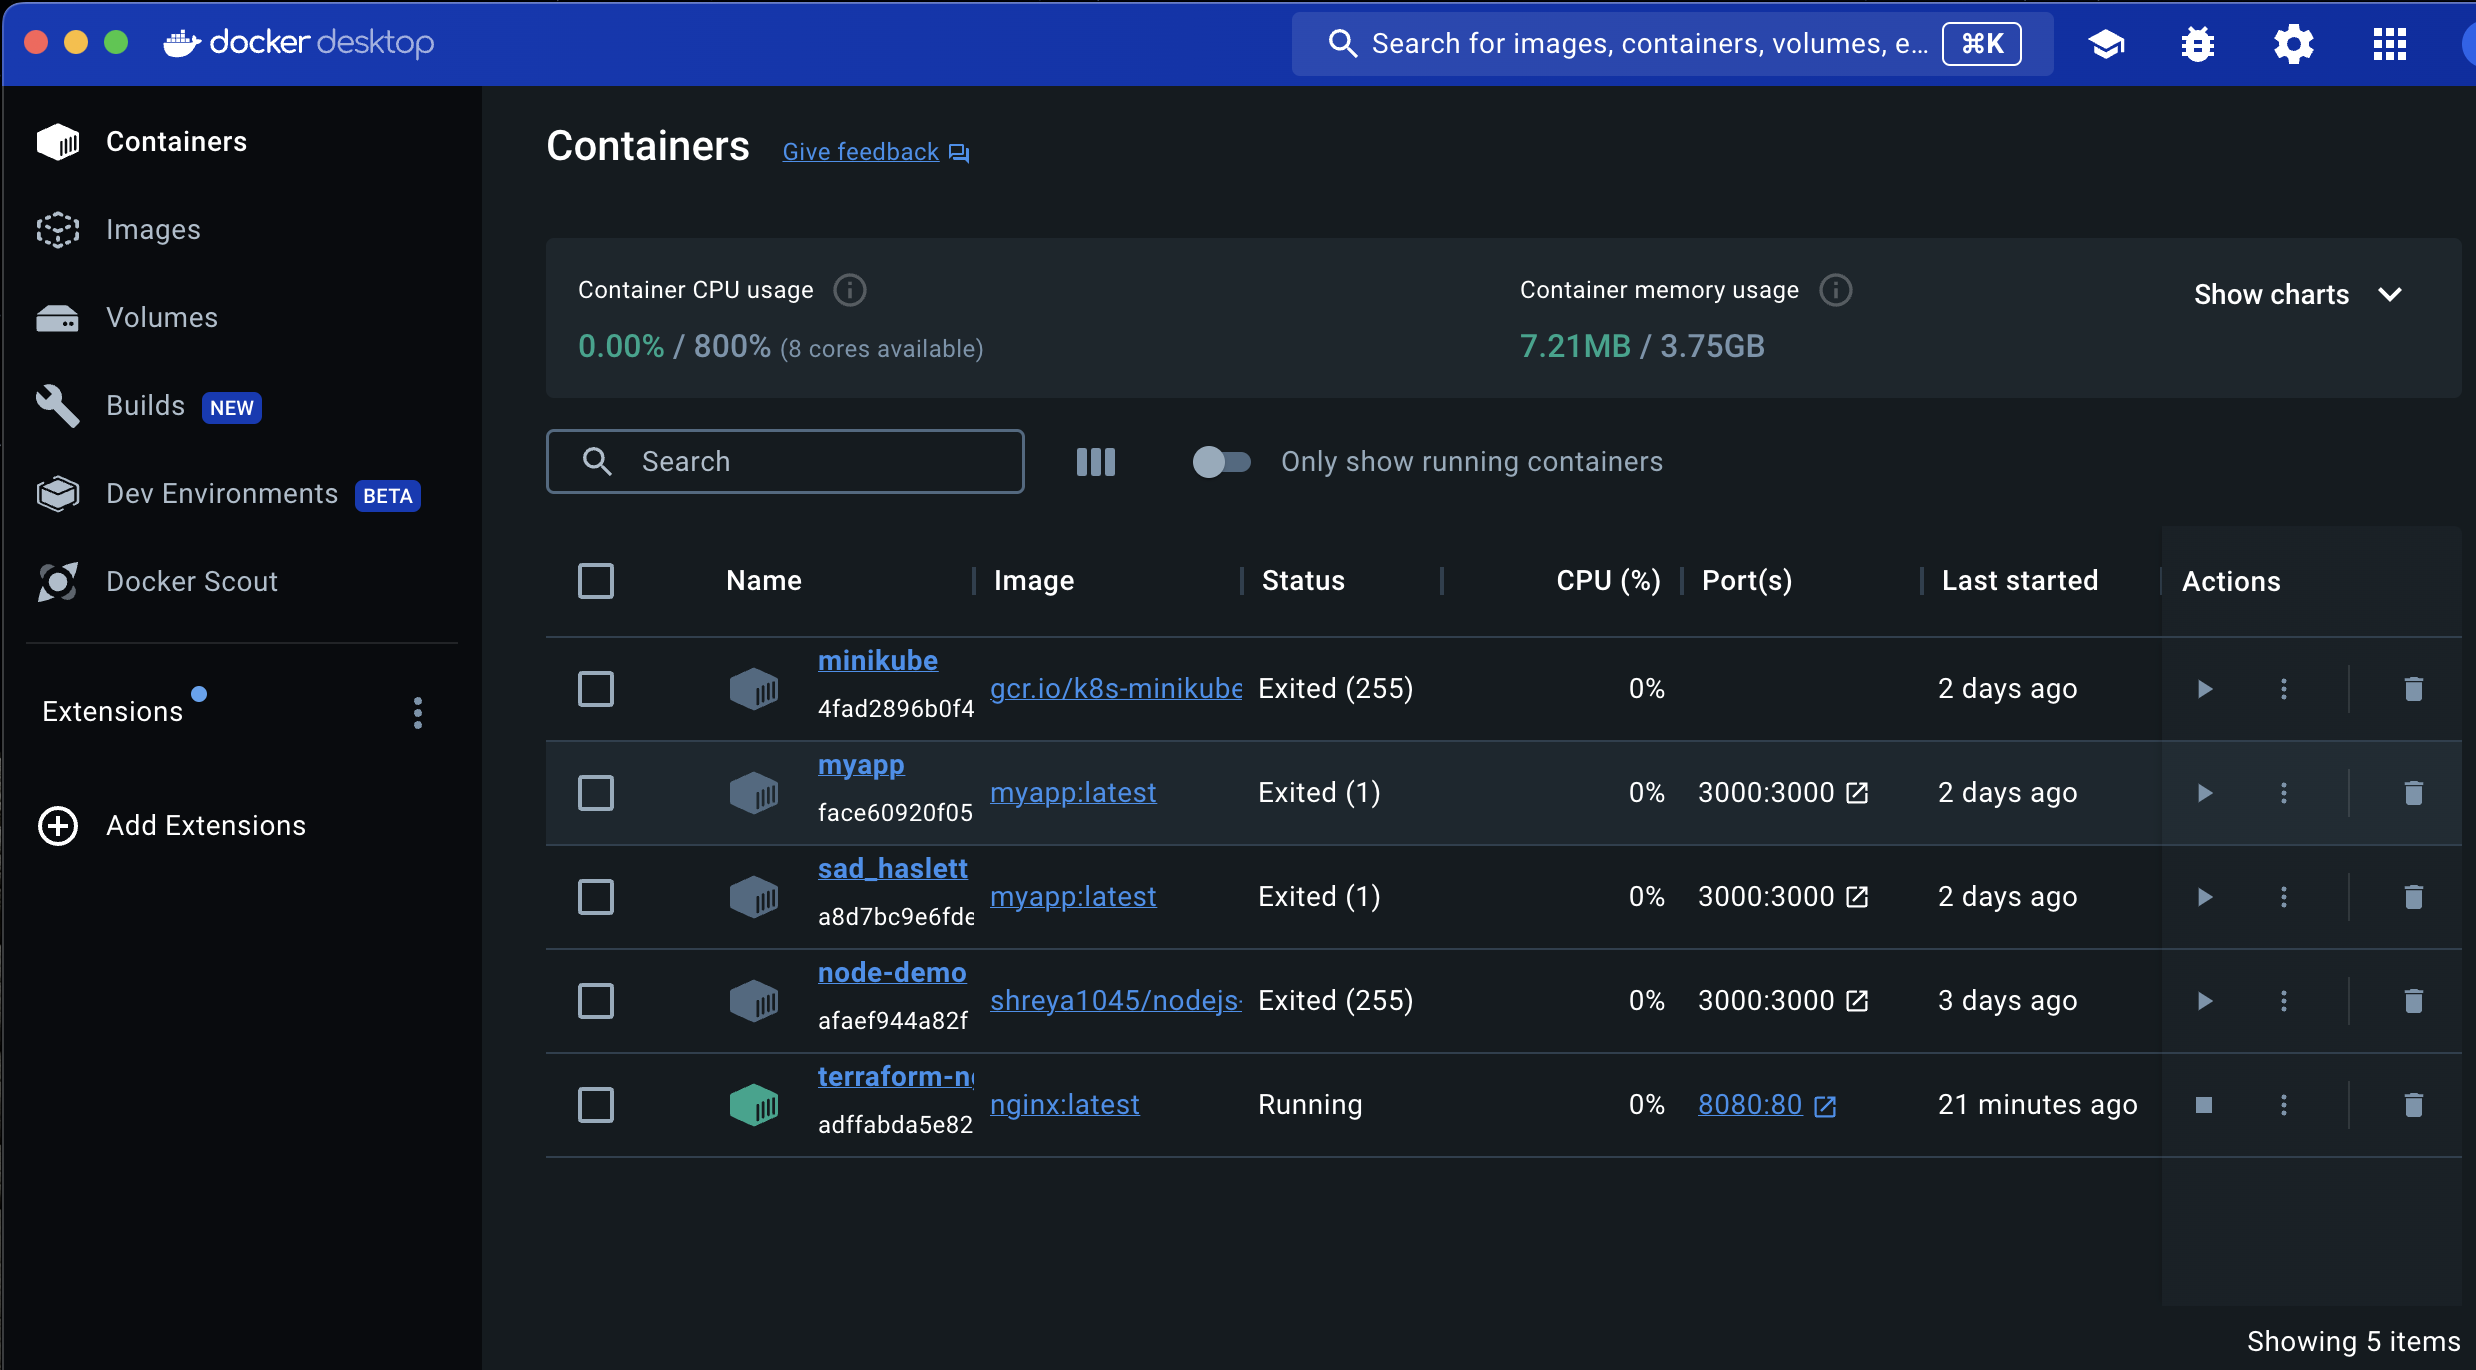 docker desktop
Search for images, containers, volumes, e... ⌘K
Containers
Images
Volumes
Builds NEW
Dev Environments BETA
Docker Scout
Extensions
Add Extensions
Containers Give feedback
Container CPU usage
0.00% / 800% (8 cores available)
Container memory usage
7.21MB / 3.75GB
Show charts
Search
Only show running containers
Name Image Status CPU (%) Port(s) Last started Actions
minikube
4fad2896b0f4
gcr.io/k8s-minikube Exited (255) 0% 2 days ago
myapp
face60920f05
myapp:latest Exited (1) 0% 3000:3000 2 days ago
sad_haslett
a8d7bc9e6fde
myapp:latest Exited (1) 0% 3000:3000 2 days ago
node-demo
afaef944a82f
shreya1045/nodejs- Exited (255) 0% 3000:3000 3 days ago
terraform-n
adffabda5e82
nginx:latest Running 0% 8080:80 21 minutes ago
Showing 5 items